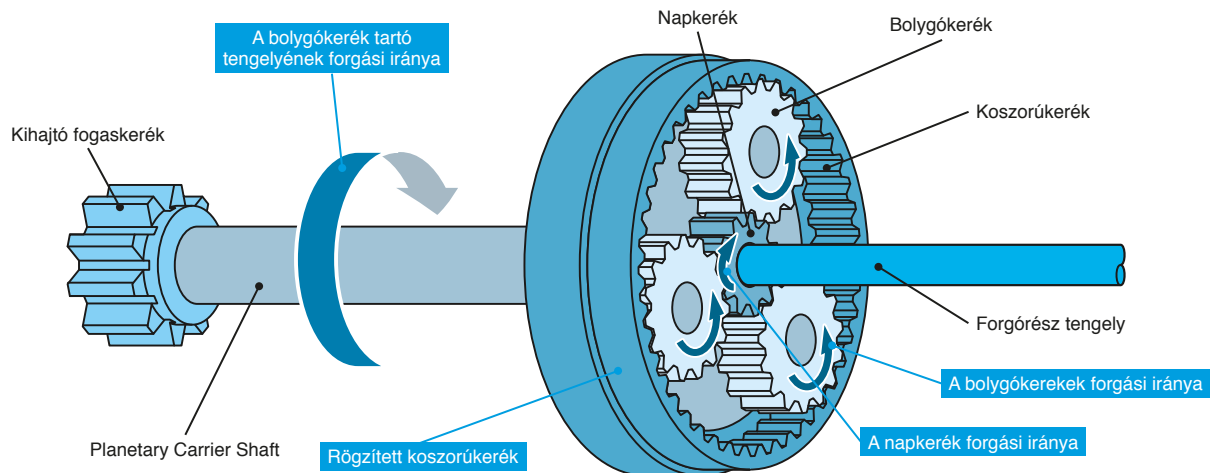 Napkerék
Bolygókerék
A bolygókerék tartó
tengelyének forgási iránya
Koszorúkerék
Kihajtó fogaskerék
Forgórész tengely
A bolygókerekek forgási iránya
A napkerék forgási iránya
Planetary Carrier Shaft
Rögzített koszorúkerék